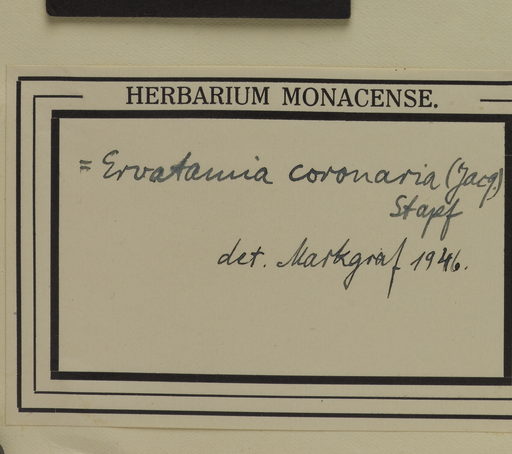 HERBARIUM MONACENSE.
= Ervatamia coronaria (Jacq.)
Stapf
det. Markgraf 1946.